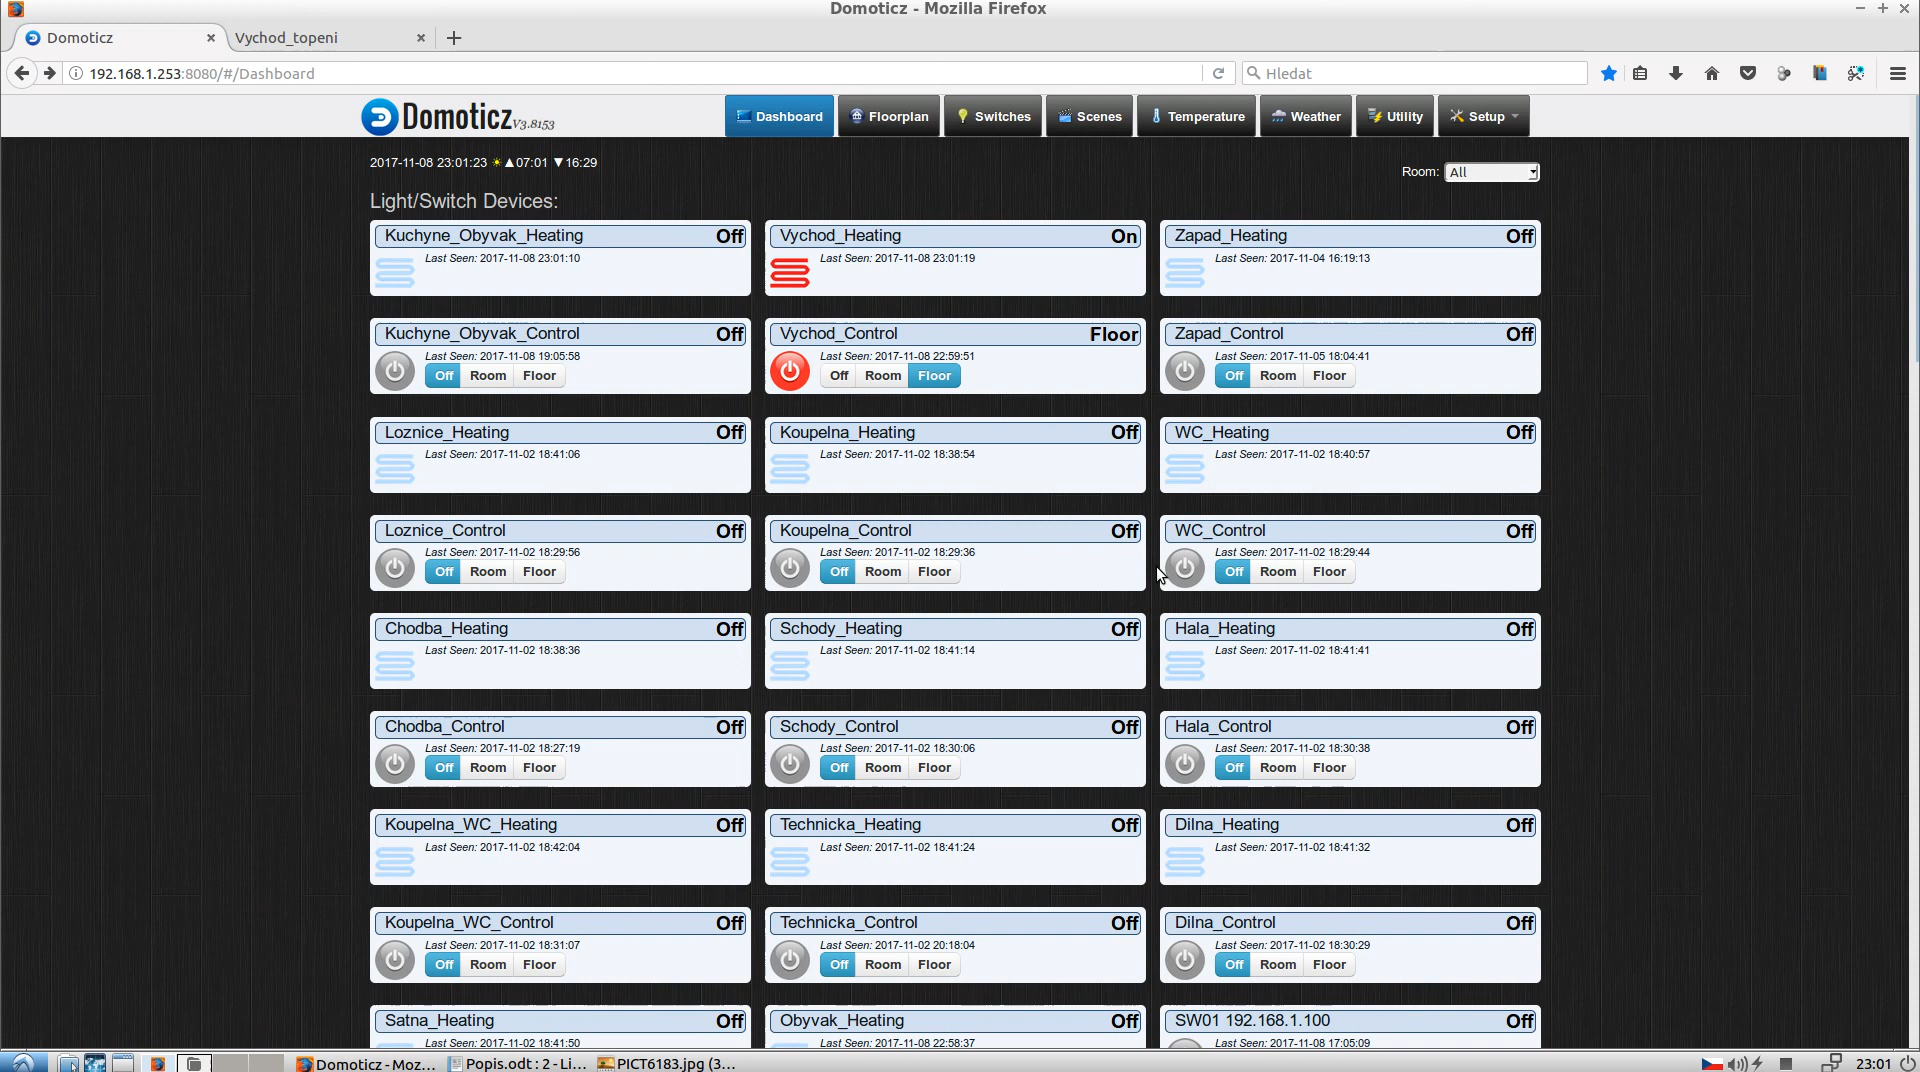 Domoticz - Mozilla Firefox
Domoticz
Vychod_topeni
192.168.1.253:8080/#/Dashboard
Hledat
Domoticz V3.8153
Dashboard
Floorplan
Switches
Scenes
Temperature
Weather
Utility
Setup
2017-11-08 23:01:23 ☀▲07:01 ▼16:29
Room: All
Light/Switch Devices:
Kuchyne_Obyvak_Heating Off
Last Seen: 2017-11-08 23:01:10
Vychod_Heating On
Last Seen: 2017-11-08 23:01:19
Zapad_Heating Off
Last Seen: 2017-11-04 16:19:13
Kuchyne_Obyvak_Control Off
Last Seen: 2017-11-08 19:05:58
Off Room Floor
Vychod_Control Floor
Last Seen: 2017-11-08 22:59:51
Off Room Floor
Zapad_Control Off
Last Seen: 2017-11-05 18:04:41
Off Room Floor
Loznice_Heating Off
Last Seen: 2017-11-02 18:41:06
Koupelna_Heating Off
Last Seen: 2017-11-02 18:38:54
WC_Heating Off
Last Seen: 2017-11-02 18:40:57
Loznice_Control Off
Last Seen: 2017-11-02 18:29:56
Off Room Floor
Koupelna_Control Off
Last Seen: 2017-11-02 18:29:36
Off Room Floor
WC_Control Off
Last Seen: 2017-11-02 18:29:44
Off Room Floor
Chodba_Heating Off
Last Seen: 2017-11-02 18:38:36
Schody_Heating Off
Last Seen: 2017-11-02 18:41:14
Hala_Heating Off
Last Seen: 2017-11-02 18:41:41
Chodba_Control Off
Last Seen: 2017-11-02 18:27:19
Off Room Floor
Schody_Control Off
Last Seen: 2017-11-02 18:30:06
Off Room Floor
Hala_Control Off
Last Seen: 2017-11-02 18:30:38
Off Room Floor
Koupelna_WC_Heating Off
Last Seen: 2017-11-02 18:42:04
Technicka_Heating Off
Last Seen: 2017-11-02 18:41:24
Dilna_Heating Off
Last Seen: 2017-11-02 18:41:32
Koupelna_WC_Control Off
Last Seen: 2017-11-02 18:31:07
Off Room Floor
Technicka_Control Off
Last Seen: 2017-11-02 20:18:04
Off Room Floor
Dilna_Control Off
Last Seen: 2017-11-02 18:30:29
Off Room Floor
Satna_Heating Off
Last Seen: 2017-11-02 18:41:50
Obyvak_Heating Off
Last Seen: 2017-11-08 22:58:37
SW01 192.168.1.100 Off
Last Seen: 2017-11-08 17:05:09
Domoticz - Moz...
Popis.odt : 2 - Li...
PICT6183.jpg (3...
23:01